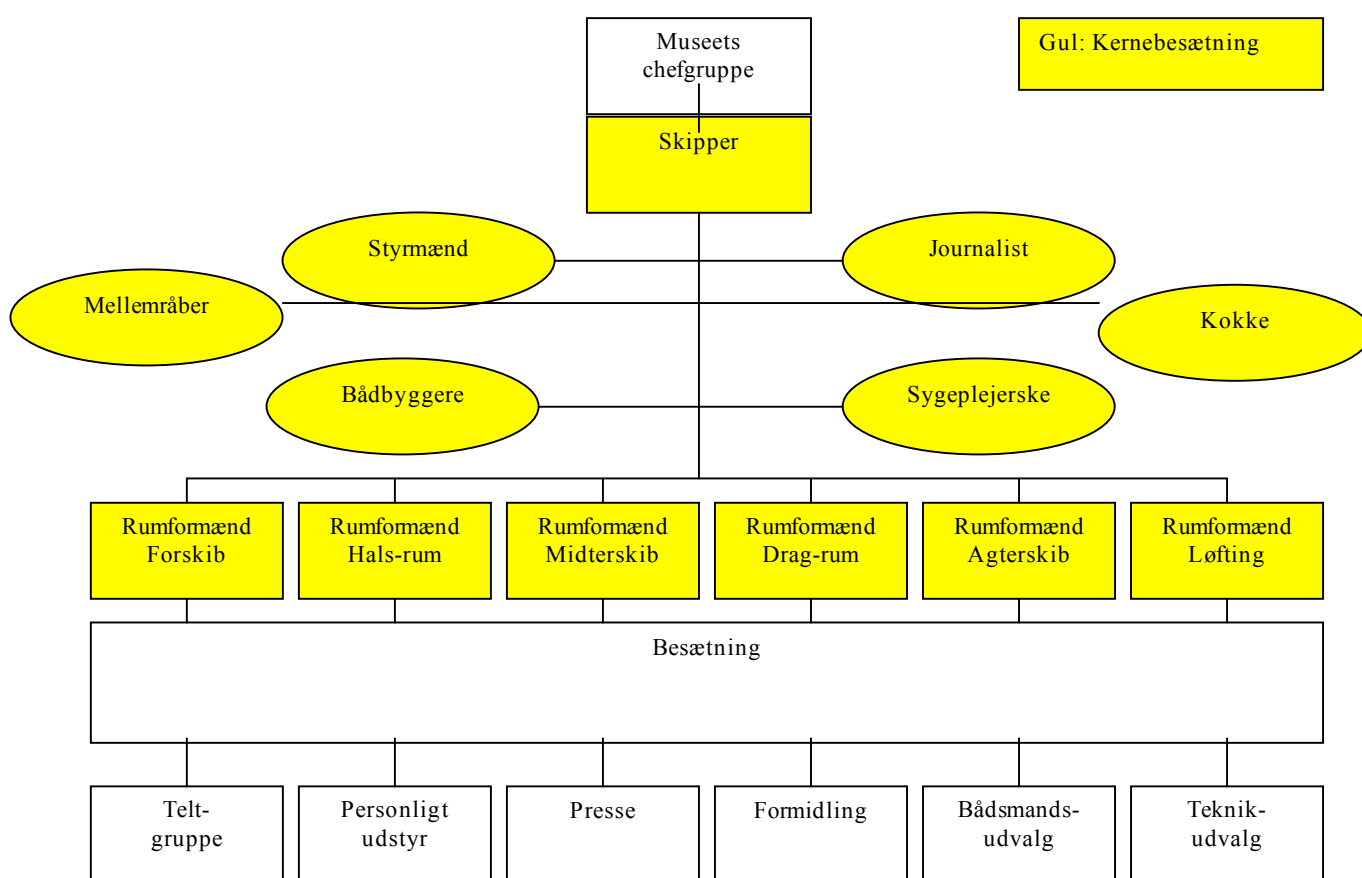 Museets
chefgruppe
Gul: Kernebesætning
Skipper
Styrmænd
Journalist
Mellemråber
Kokke
Bådbyggere
Sygeplejerske
Rumformænd
Forskib
Rumformænd
Hals-rum
Rumformænd
Midterskib
Rumformænd
Drag-rum
Rumformænd
Agterskib
Rumformænd
Løfting
Besætning
Telt-
gruppe
Personligt
udstyr
Presse
Formidling
Bådsmands-
udvalg
Teknik-
udvalg